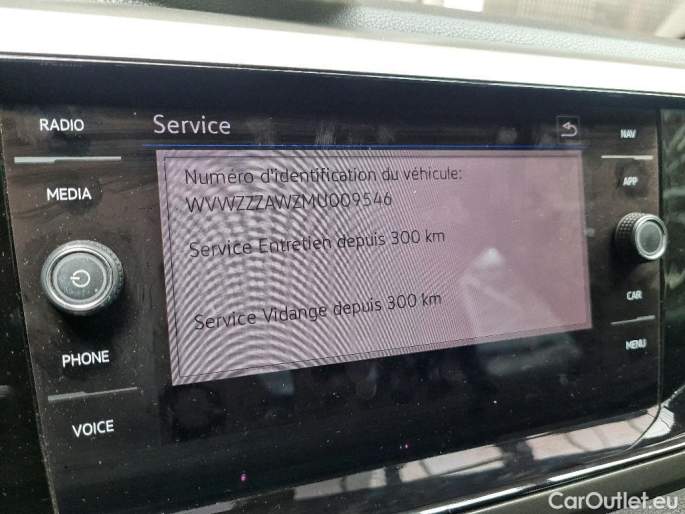 RADIO
Service
NAV
MEDIA
APP
Numéro d'identification du véhicule:
WVWZZZAWZMU009546
Service Entretien depuis 300 km
Service Vidange depuis 300 km
CAR
PHONE
MENU
VOICE
CarOutlet.eu